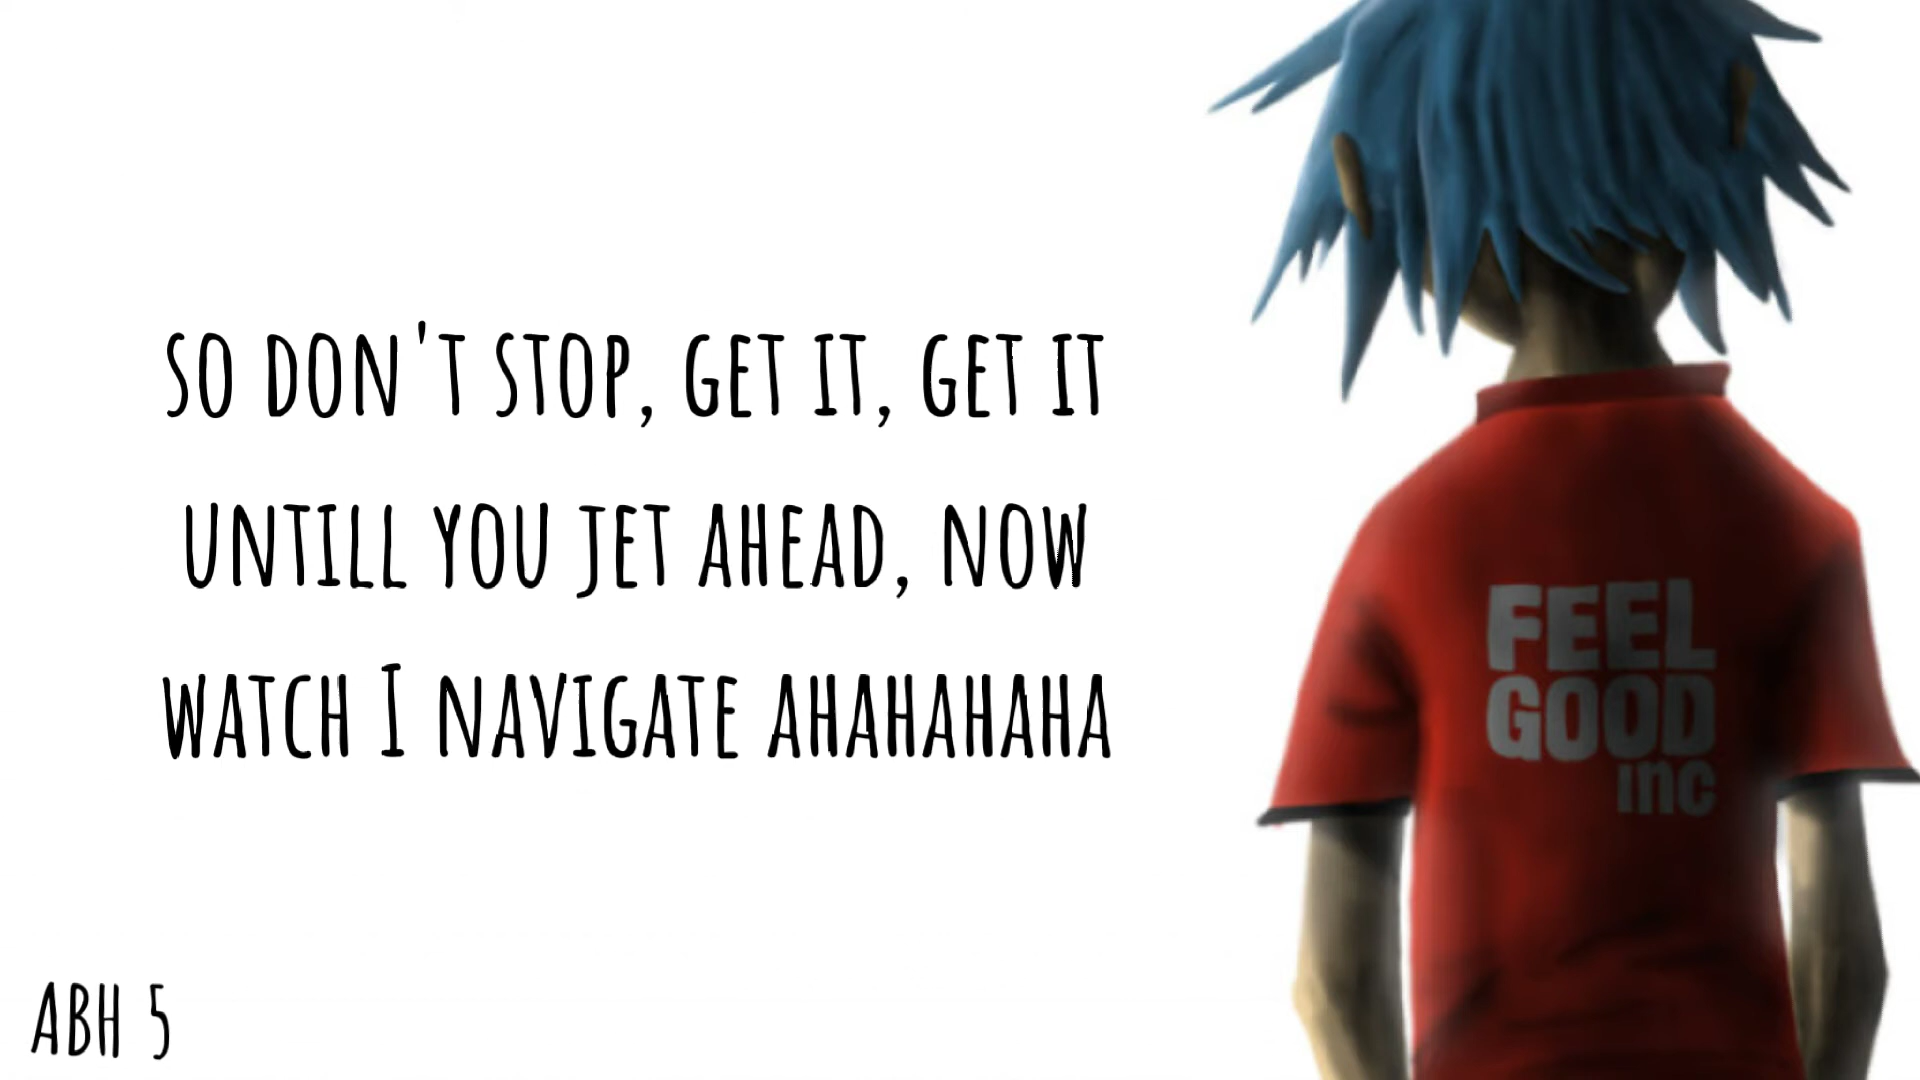 SO DON'T STOP, GET IT, GET IT
UNTILL YOU JET AHEAD, NOW
WATCH I NAVIGATE AHAHAHAHA
FEEL
GOOD
inc
ABH 5